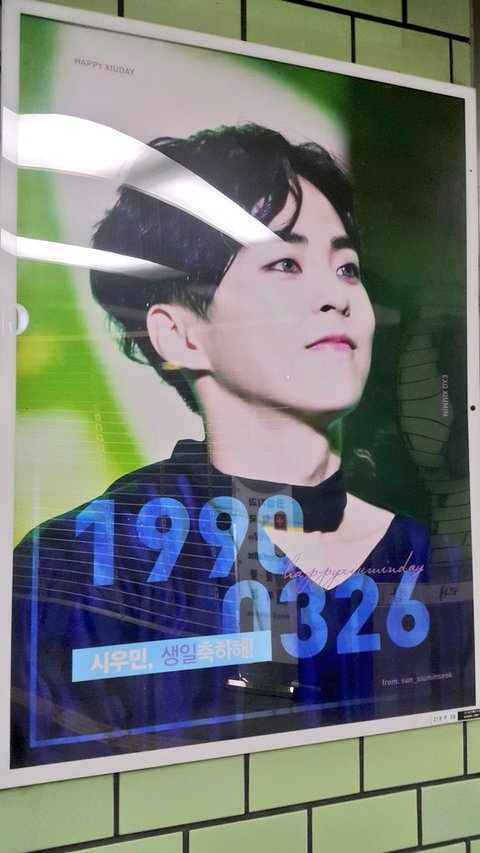 HAPPY XIUDAY
EXO XIUMIN
1990
happyxiuminday
0326
시우민, 생일축하해!
from. sun_xiuminseok